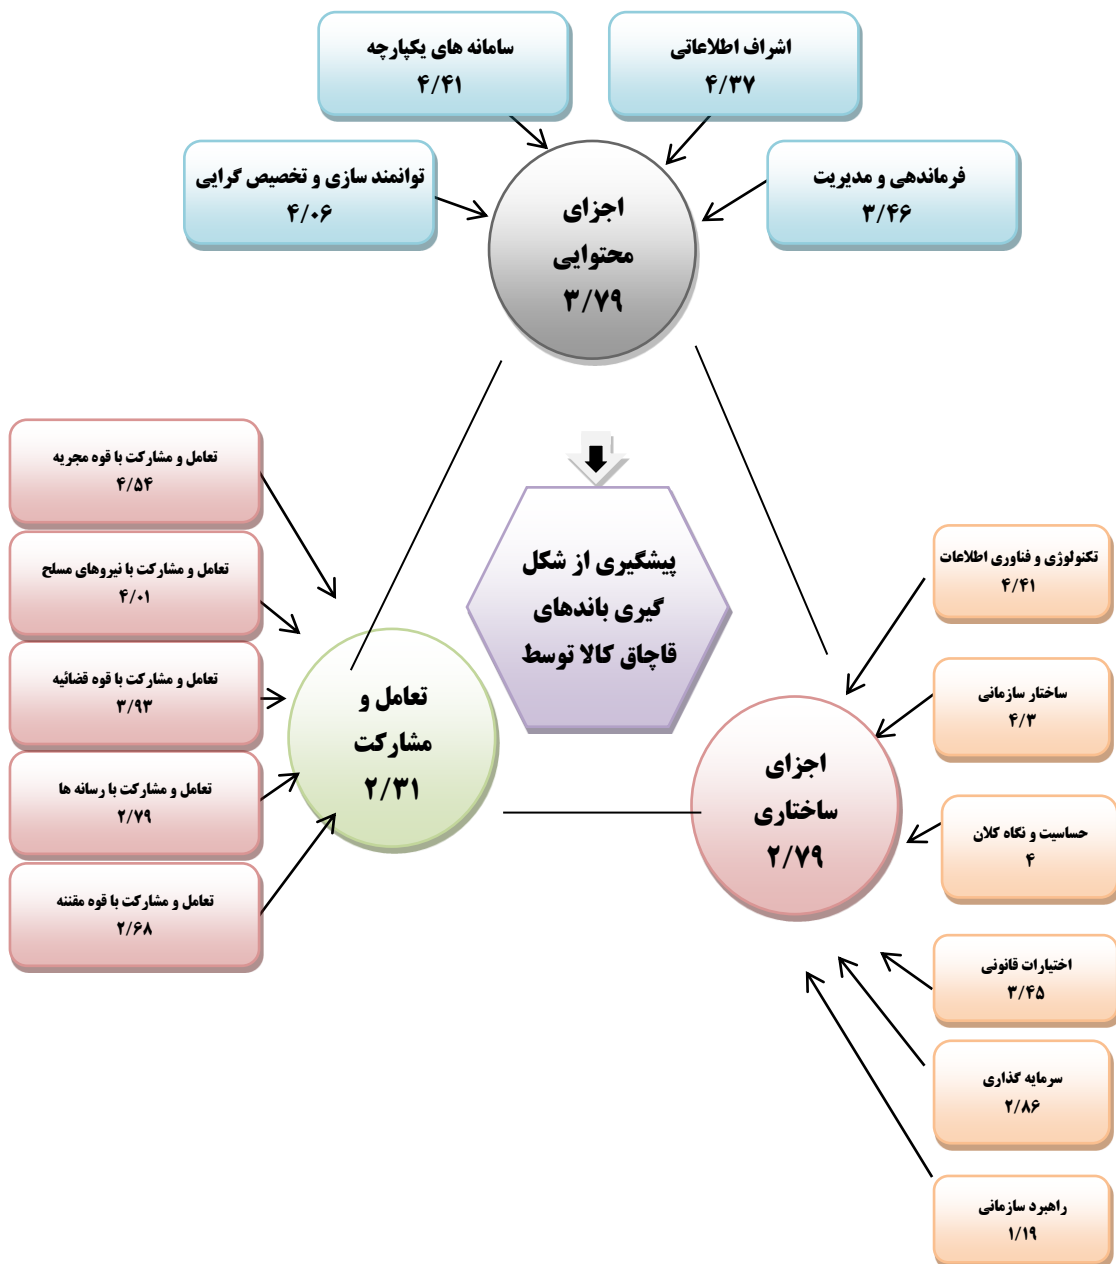 سامانه های یکپارچه
۴/۴۱
اشراف اطلاعاتی
۴/۳۷
توانمند سازی و تخصیص گرایی
۴/۰۶
فرماندهی و مدیریت
۳/۴۶
اجزای
محتوایی
۳/۷۹
تعامل و مشارکت با قوه مجریه
۴/۵۴
تعامل و مشارکت با نیروهای مسلح
۴/۰۱
تعامل و مشارکت با قوه قضائیه
۳/۹۳
تعامل و مشارکت با رسانه ها
۲/۷۹
تعامل و مشارکت با قوه مقننه
۲/۶۸
تعامل و
مشارکت
۲/۳۱
پیشگیری از شکل
گیری باندهای
قاچاق کالا توسط
اجزای
ساختاری
۲/۷۹
تکنولوژی و فناوری اطلاعات
۴/۴۱
ساختار سازمانی
۴/۳
حساسیت و نگاه کلان
۴
اختیارات قانونی
۳/۴۵
سرمایه گذاری
۲/۸۶
راهبرد سازمانی
۱/۱۹